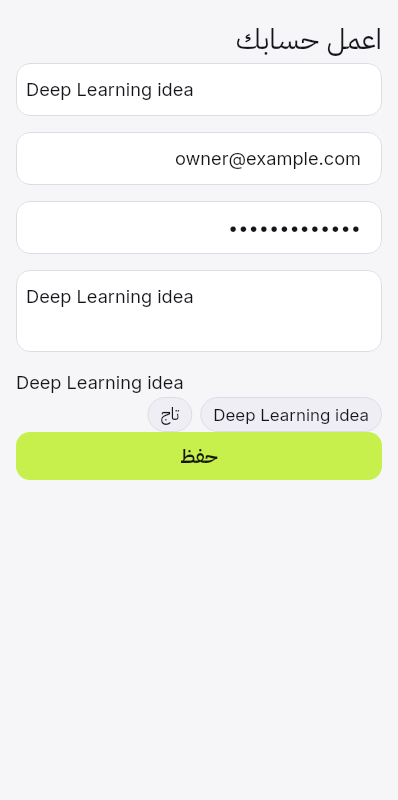 اعمل حسابك
Deep Learning idea
owner@example.com
•••••••••••••
Deep Learning idea
Deep Learning idea
Deep Learning idea تاج
حفظ